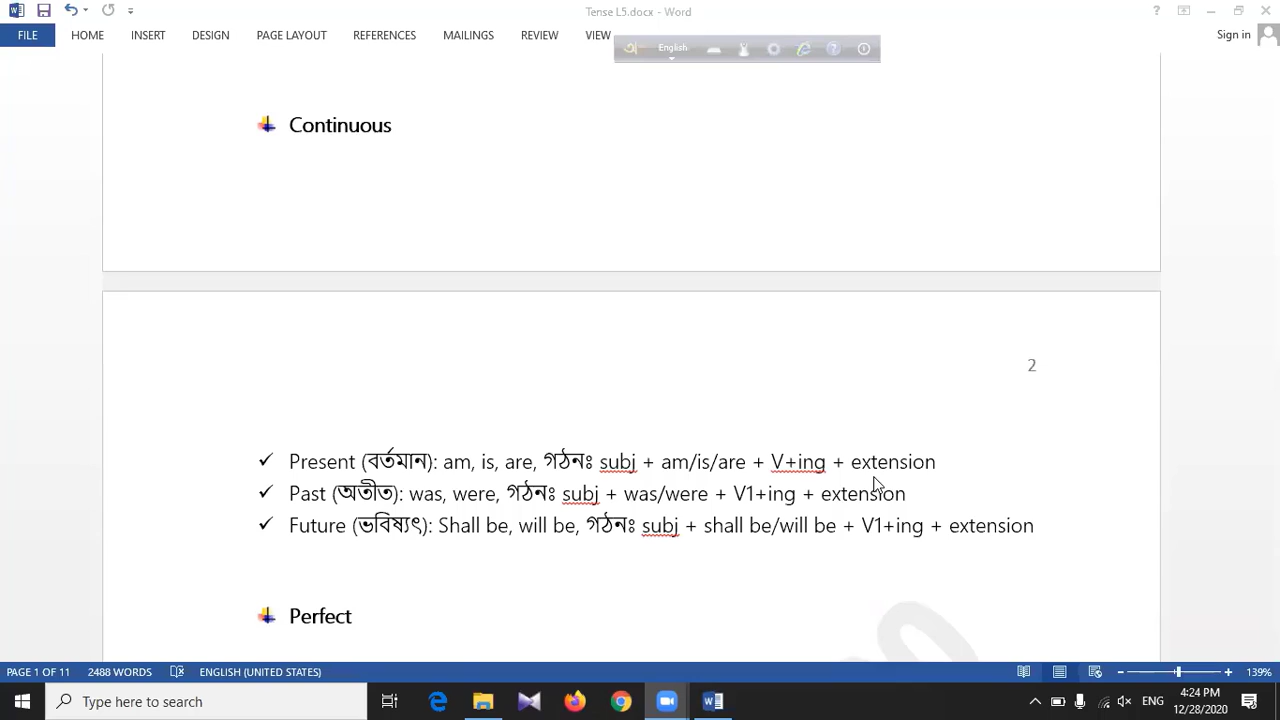 Tense L5.docx - Word
FILE HOME INSERT DESIGN PAGE LAYOUT REFERENCES MAILINGS REVIEW VIEW Sign in
অ English
Continuous
2
✓ Present (বর্তমান): am, is, are, গঠনঃ subj + am/is/are + V+ing + extension
✓ Past (অতীত): was, were, গঠনঃ subj + was/were + V1+ing + extension
✓ Future (ভবিষ্যৎ): Shall be, will be, গঠনঃ subj + shall be/will be + V1+ing + extension
Perfect
PAGE 1 OF 11 2488 WORDS ENGLISH (UNITED STATES) 139%
Type here to search ENG 4:24 PM
12/28/2020